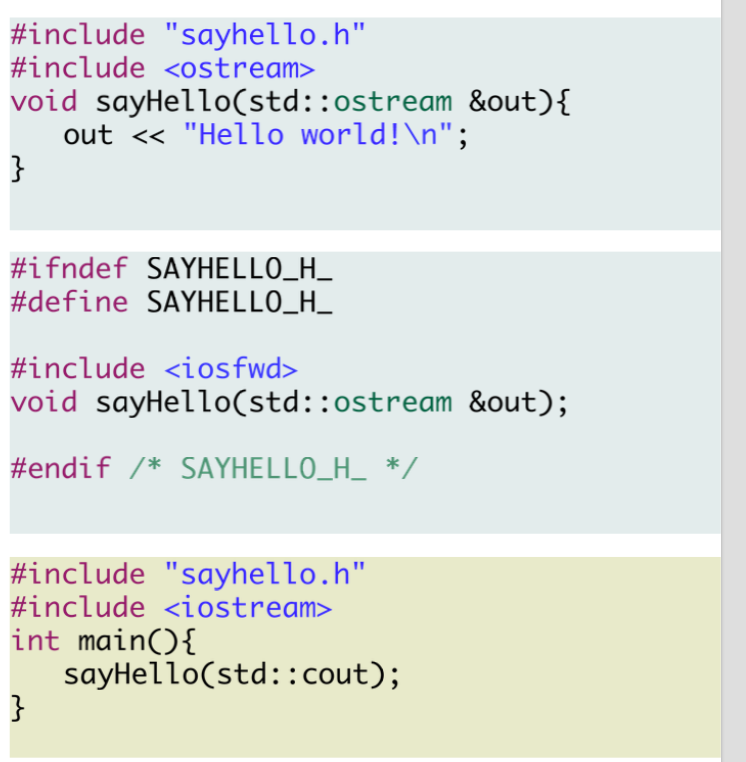 #include "sayhello.h"
#include <ostream>
void sayHello(std::ostream &out){
   out << "Hello world!\n";
}
#ifndef SAYHELLO_H_
#define SAYHELLO_H_
#include <iosfwd>
void sayHello(std::ostream &out);
#endif /* SAYHELLO_H_ */
#include "sayhello.h"
#include <iostream>
int main(){
   sayHello(std::cout);
}